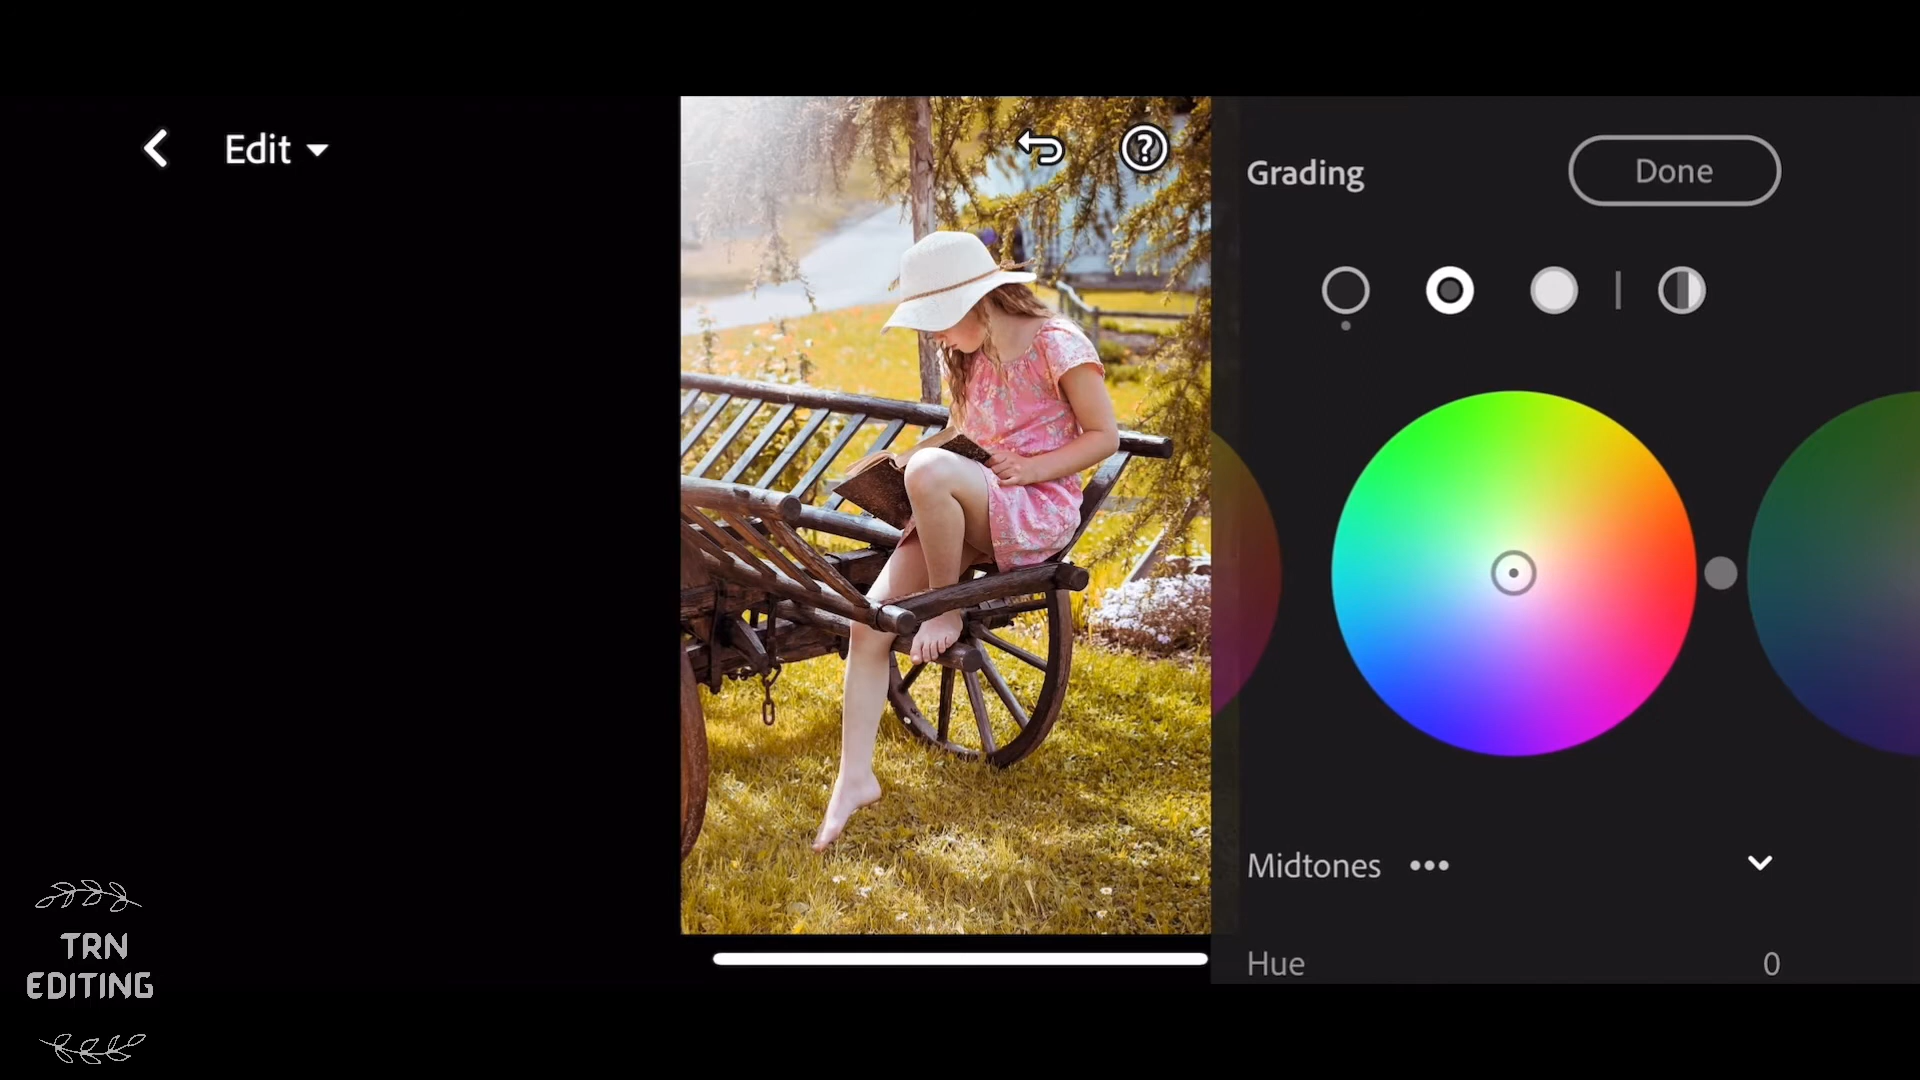 Edit
?
Grading
Done
Midtones •••
Hue 0
TRN
EDITING